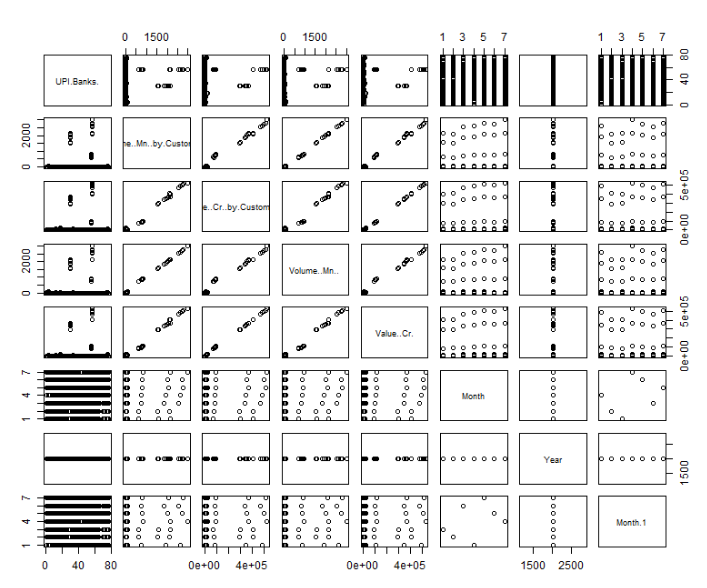 0 1500 0 1500 1 3 5 7 1 3 5 7
UPI.Banks. 0 40 80
0 2000 ne..Mn..by.Custor
e..Cr..by.Custom 0e+00 5e+05
0 2000 Volume..Mn..
Value..Cr. 0e+00 5e+05
1 4 7 Month
Year 1500
1 4 7 Month.1
0 40 80 0e+00 4e+05 0e+00 4e+05 1500 2500